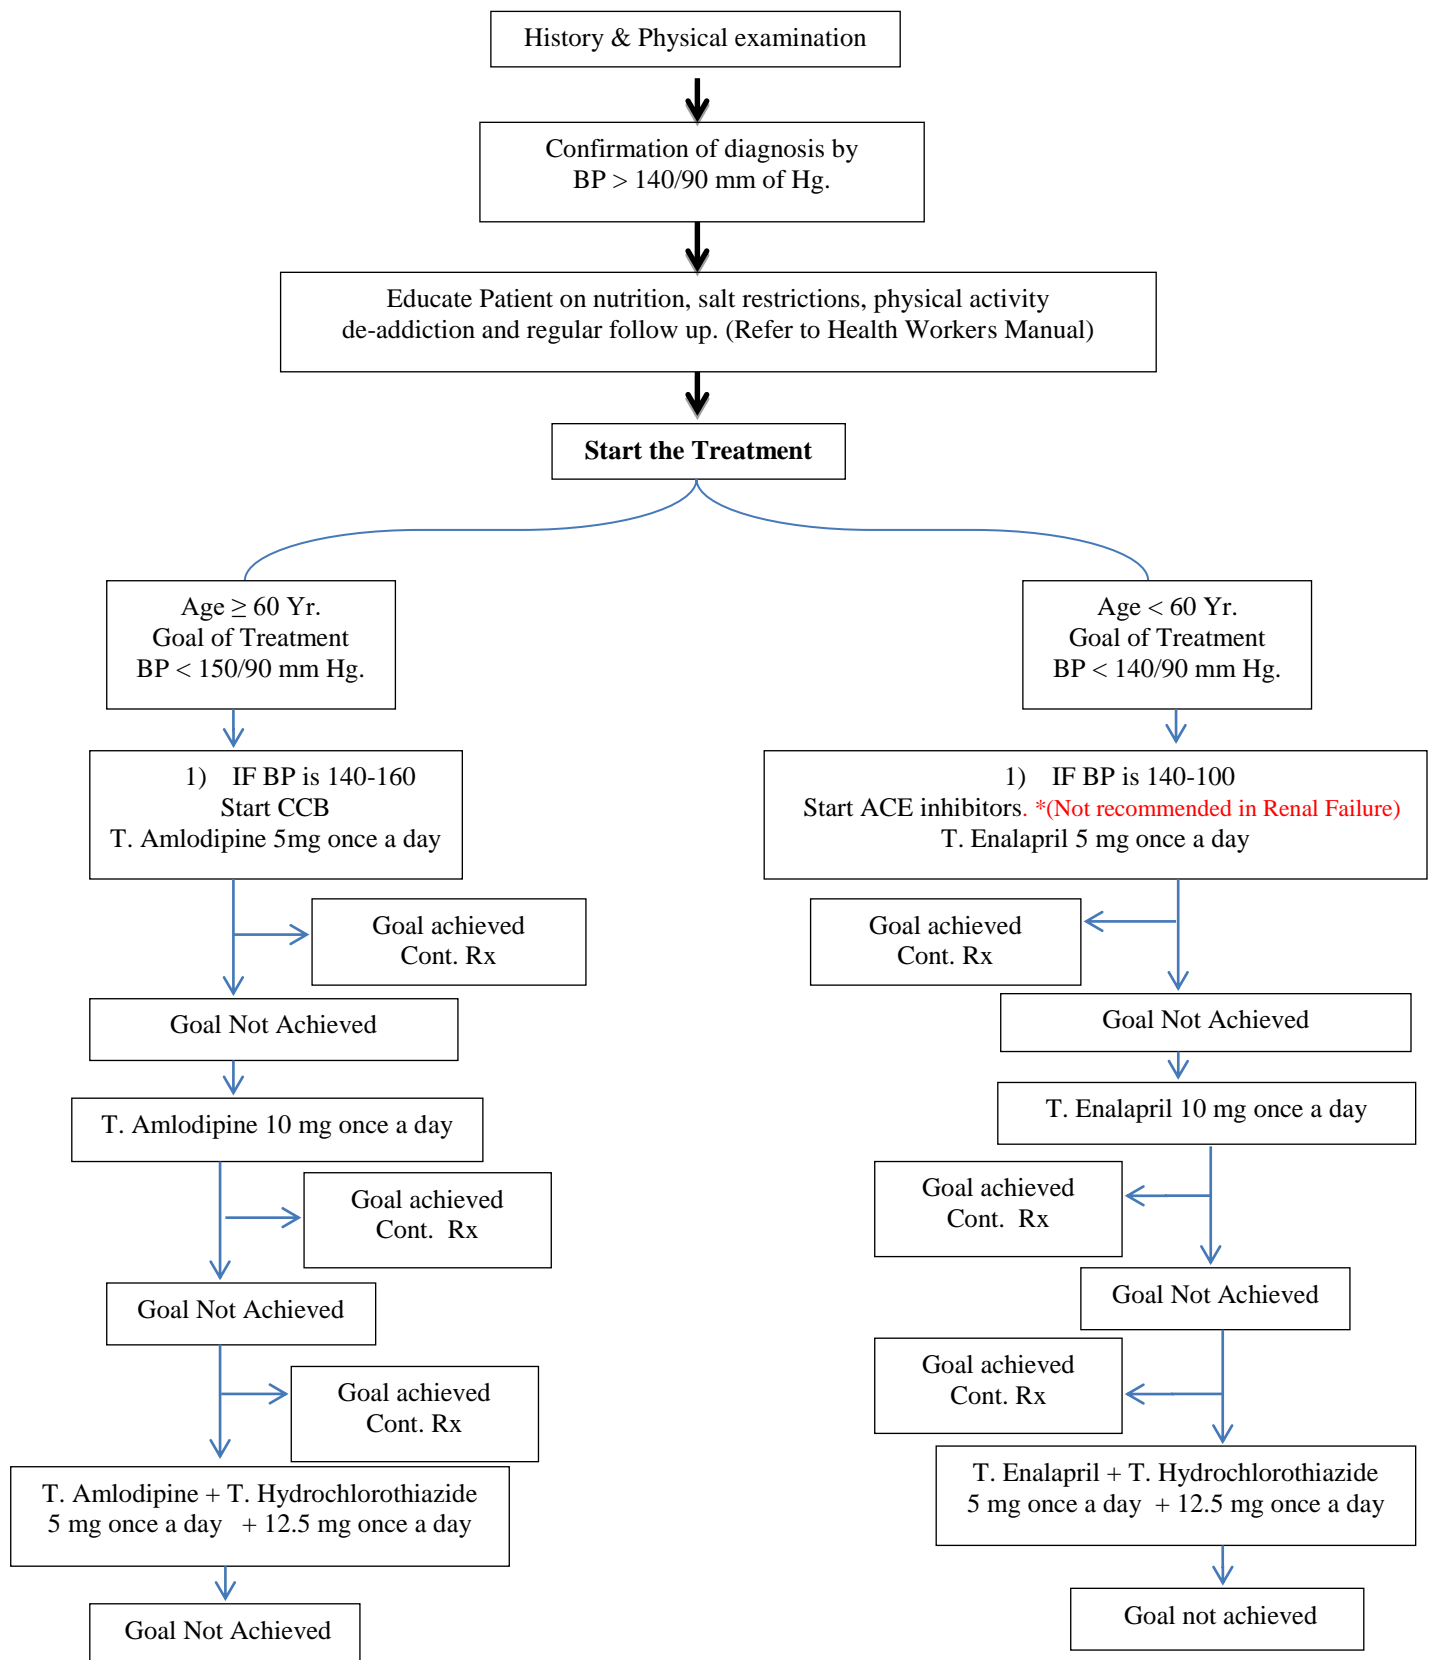 History & Physical examination
Confirmation of diagnosis by
BP > 140/90 mm of Hg.
Educate Patient on nutrition, salt restrictions, physical activity
de-addiction and regular follow up. (Refer to Health Workers Manual)
Start the Treatment
Age ≥ 60 Yr.
Goal of Treatment
BP < 150/90 mm Hg.
Age < 60 Yr.
Goal of Treatment
BP < 140/90 mm Hg.
1) IF BP is 140-160
Start CCB
T. Amlodipine 5mg once a day
1) IF BP is 140-100
Start ACE inhibitors. *(Not recommended in Renal Failure)
T. Enalapril 5 mg once a day
Goal achieved
Cont. Rx
Goal achieved
Cont. Rx
Goal Not Achieved
Goal Not Achieved
T. Amlodipine 10 mg once a day
T. Enalapril 10 mg once a day
Goal achieved
Cont. Rx
Goal achieved
Cont. Rx
Goal Not Achieved
Goal Not Achieved
Goal achieved
Cont. Rx
Goal achieved
Cont. Rx
T. Amlodipine + T. Hydrochlorothiazide
5 mg once a day + 12.5 mg once a day
T. Enalapril + T. Hydrochlorothiazide
5 mg once a day + 12.5 mg once a day
Goal Not Achieved
Goal not achieved